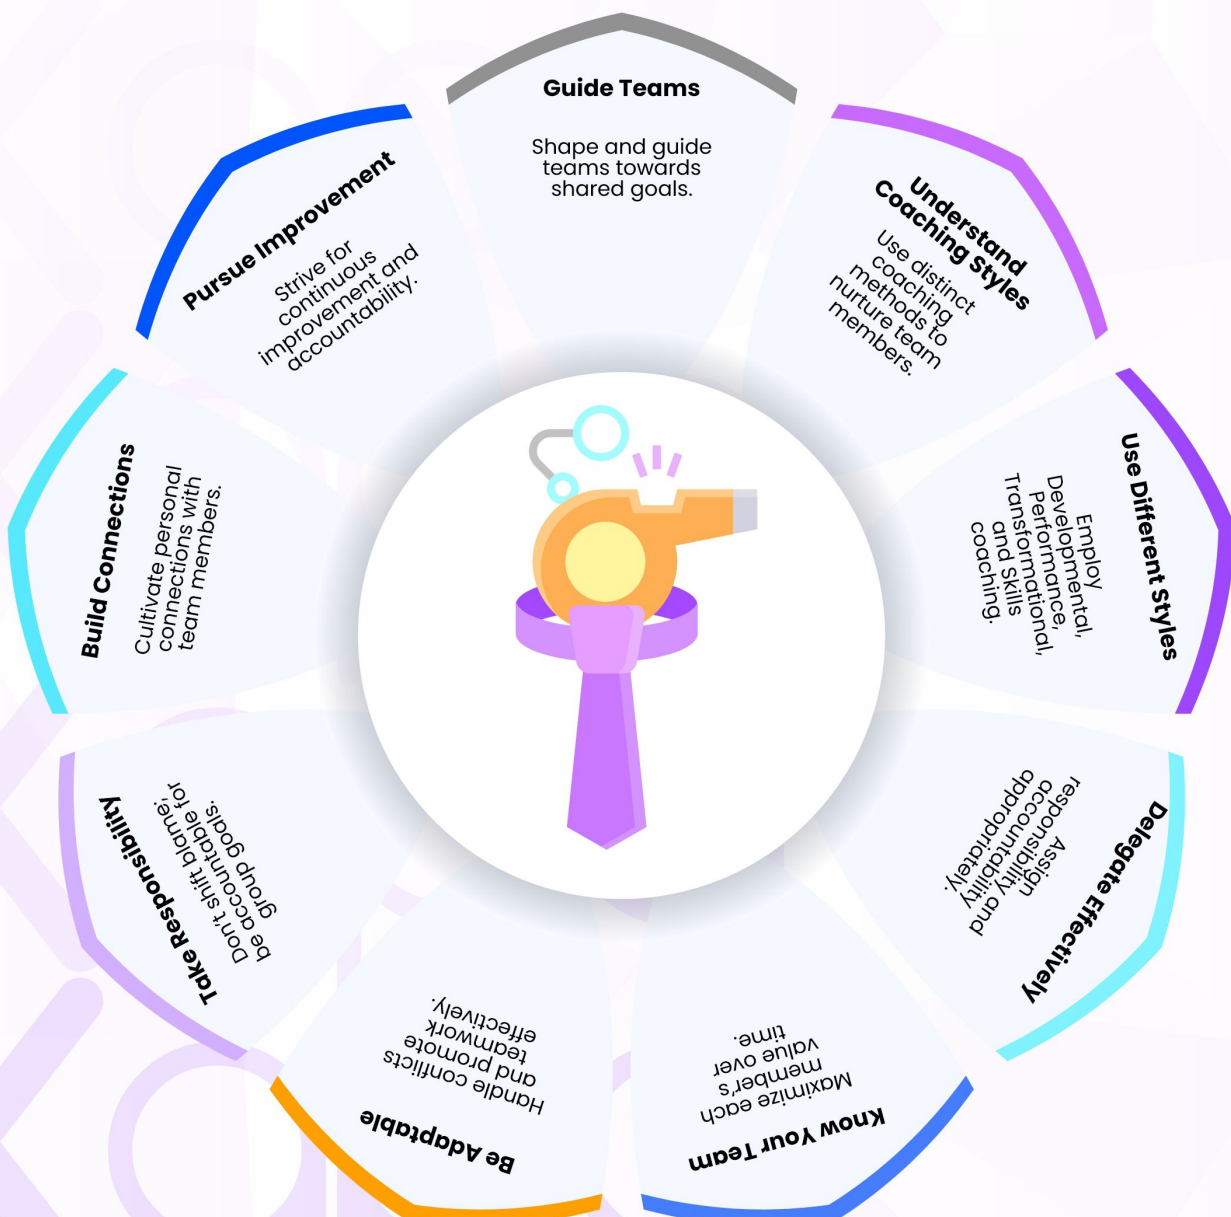 Guide Teams
Shape and guide
teams towards
shared goals.
Understand
Coaching Styles
Use distinct
coaching
methods to
nurture team
members.
Use Different Styles
Employ
Developmental,
Performance,
Transformational,
and Skills
coaching.
Delegate Effectively
Assign
responsibility and
accountability
appropriately.
Know Your Team
Maximize each
member's
value over
time.
Be Adaptable
Handle conflicts
and promote
teamwork
effectively.
Take Responsibility
Don't shift blame;
be accountable for
group goals.
Build Connections
Cultivate personal
connections with
team members.
Pursue Improvement
Strive for
continuous
improvement and
accountability.